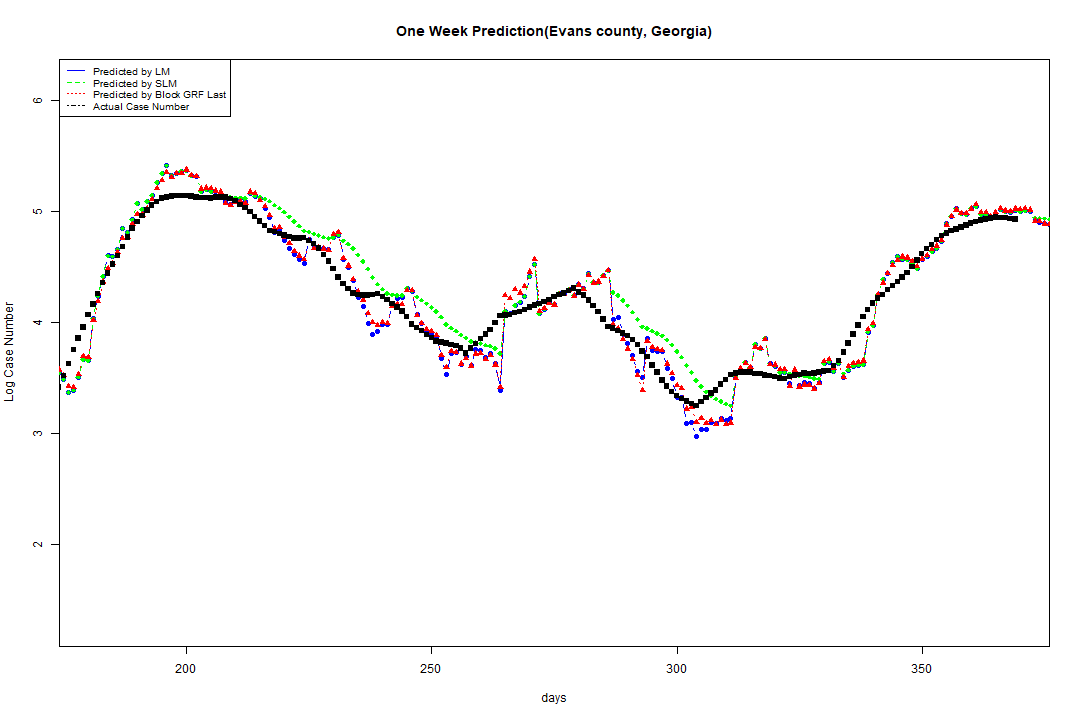 One Week Prediction(Evans county, Georgia)
Predicted by LM
Predicted by SLM
Predicted by Block GRF Last
Actual Case Number
6
5
4
3
2
Log Case Number
200 250 300 350
days